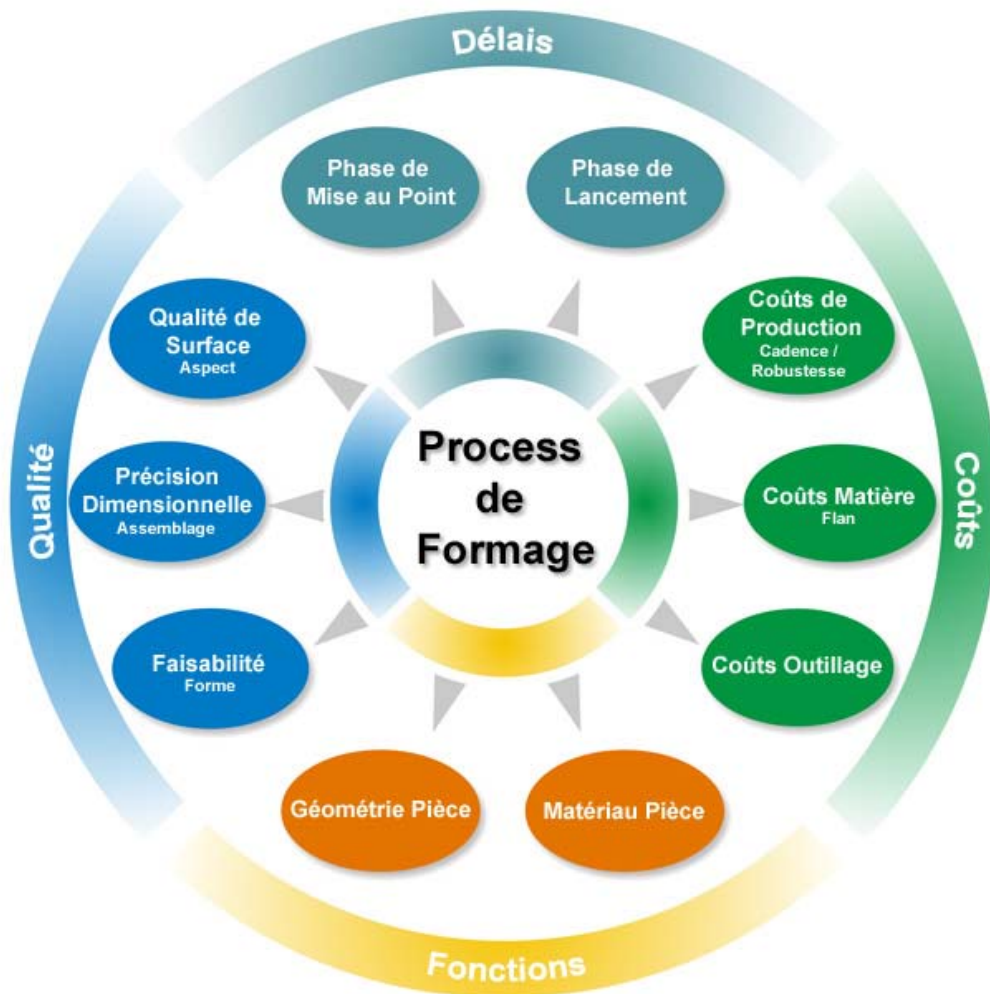 Délais
Phase de
Mise au Point
Phase de
Lancement
Qualité de
Surface
Aspect
Coûts de
Production
Cadence /
Robustesse
Qualité
Précision
Dimensionnelle
Assemblage
Process
de
Formage
Coûts Matière
Flan
Coûts
Faisabilité
Forme
Coûts Outillage
Géométrie Pièce
Matériau Pièce
Fonctions